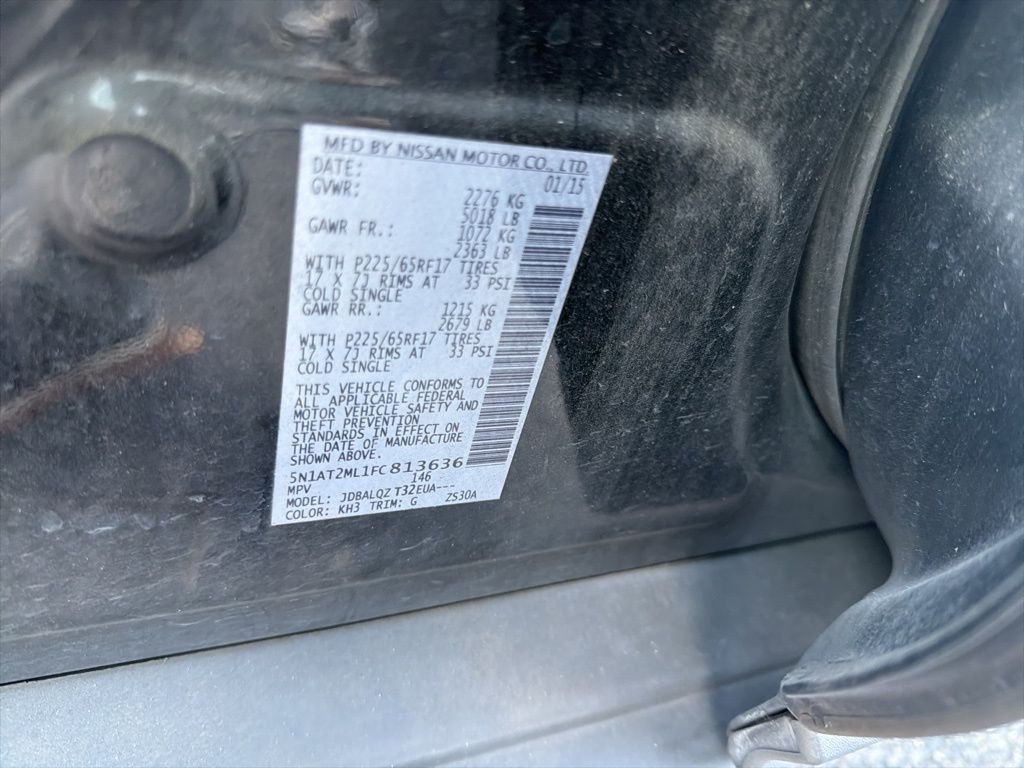 MFD BY NISSAN MOTOR CO., LTD
DATE: 01/15
GVWR: 2276 KG
5018 LB
GAWR FR.: 1072 KG
2363 LB
WITH P225/65RF17 TIRES
17 X 7J RIMS AT 33 PSI
COLD SINGLE
GAWR RR.: 1215 KG
2679 LB
WITH P225/65RF17 TIRES
17 X 7J RIMS AT 33 PSI
COLD SINGLE
THIS VEHICLE CONFORMS TO
ALL APPLICABLE FEDERAL
MOTOR VEHICLE SAFETY AND
THEFT PREVENTION
STANDARDS IN EFFECT ON
THE DATE OF MANUFACTURE
SHOWN ABOVE.
5N1AT2ML1FC813636
MPV 146
MODEL: JDBALQZ T32EUA---
COLOR: KH3 TRIM: G ZS30A